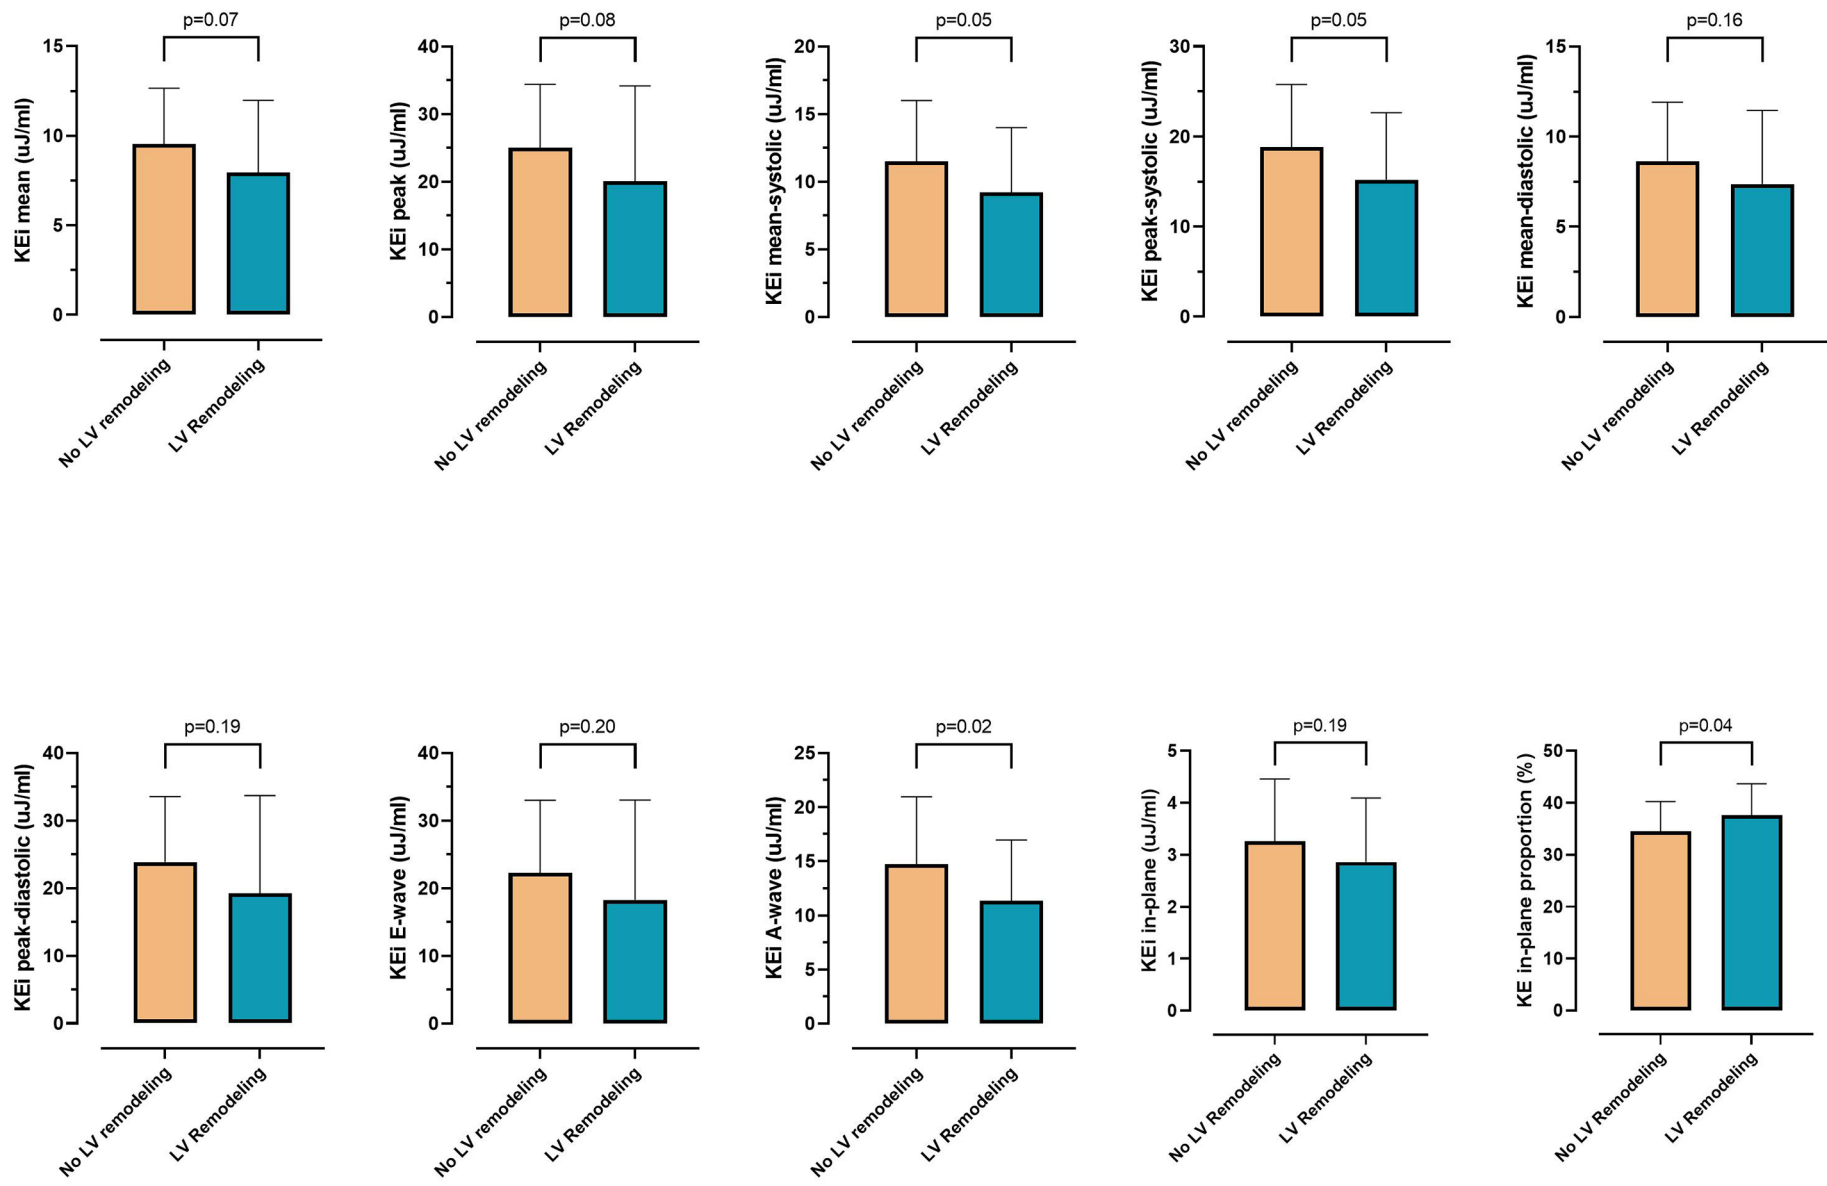 p=0.07
KEi mean (uJ/ml)
15
10
5
0
No LV remodeling
LV Remodeling
p=0.08
KEi peak (uJ/ml)
40
30
20
10
0
No LV remodeling
LV Remodeling
p=0.05
KEi mean-systolic (uJ/ml)
20
15
10
5
0
No LV remodeling
LV Remodeling
p=0.05
KEi peak-systolic (uJ/ml)
30
20
10
0
No LV remodeling
LV Remodeling
p=0.16
KEi mean-diastolic (uJ/ml)
15
10
5
0
No LV remodeling
LV Remodeling
p=0.19
KEi peak-diastolic (uJ/ml)
40
30
20
10
0
No LV remodeling
LV Remodeling
p=0.20
KEi E-wave (uJ/ml)
40
30
20
10
0
No LV remodeling
LV Remodeling
p=0.02
KEi A-wave (uJ/ml)
25
20
15
10
5
0
No LV remodeling
LV Remodeling
p=0.19
KEi in-plane (uJ/ml)
5
4
3
2
1
0
No LV Remodeling
LV Remodeling
p=0.04
KE in-plane proportion (%)
50
40
30
20
10
0
No LV Remodeling
LV Remodeling